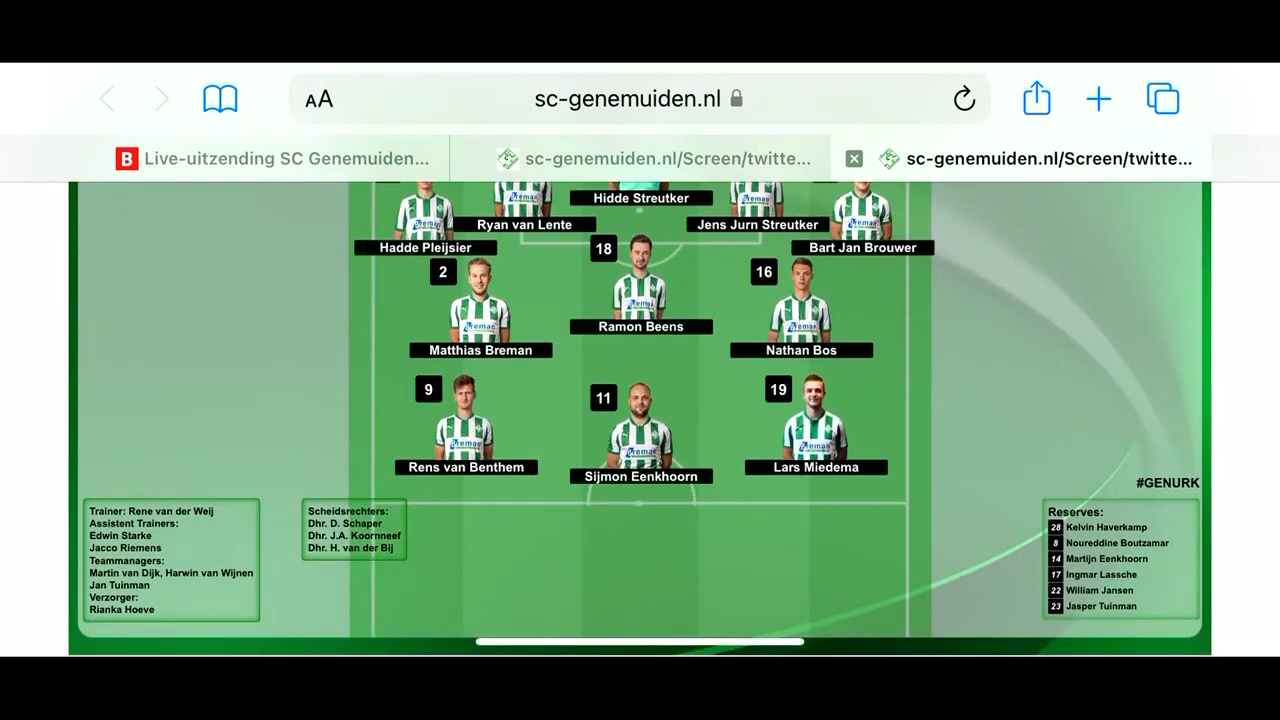 AA
sc-genemuiden.nl
B Live-uitzending SC Genemuiden...
sc-genemuiden.nl/Screen/twitte...
sc-genemuiden.nl/Screen/twitte...
Hidde Streutker
Ryan van Lente
Jens Jurn Streutker
Hadde Pleijsier
Bart Jan Brouwer
18
2
16
Ramon Beens
Matthias Breman
Nathan Bos
9
11
19
Rens van Benthem
Sijmon Eenkhoorn
Lars Miedema
#GENURK
Trainer: Rene van der Weij
Assistent Trainers:
Edwin Starke
Jacco Riemens
Teammanagers:
Martin van Dijk, Harwin van Wijnen
Jan Tuinman
Verzorger:
Rianka Hoeve
Scheidsrechters:
Dhr. D. Schaper
Dhr. J.A. Koornneef
Dhr. H. van der Bij
Reserves:
28 Kelvin Haverkamp
8 Noureddine Boutzamar
14 Martijn Eenkhoorn
17 Ingmar Lassche
22 William Jansen
23 Jasper Tuinman